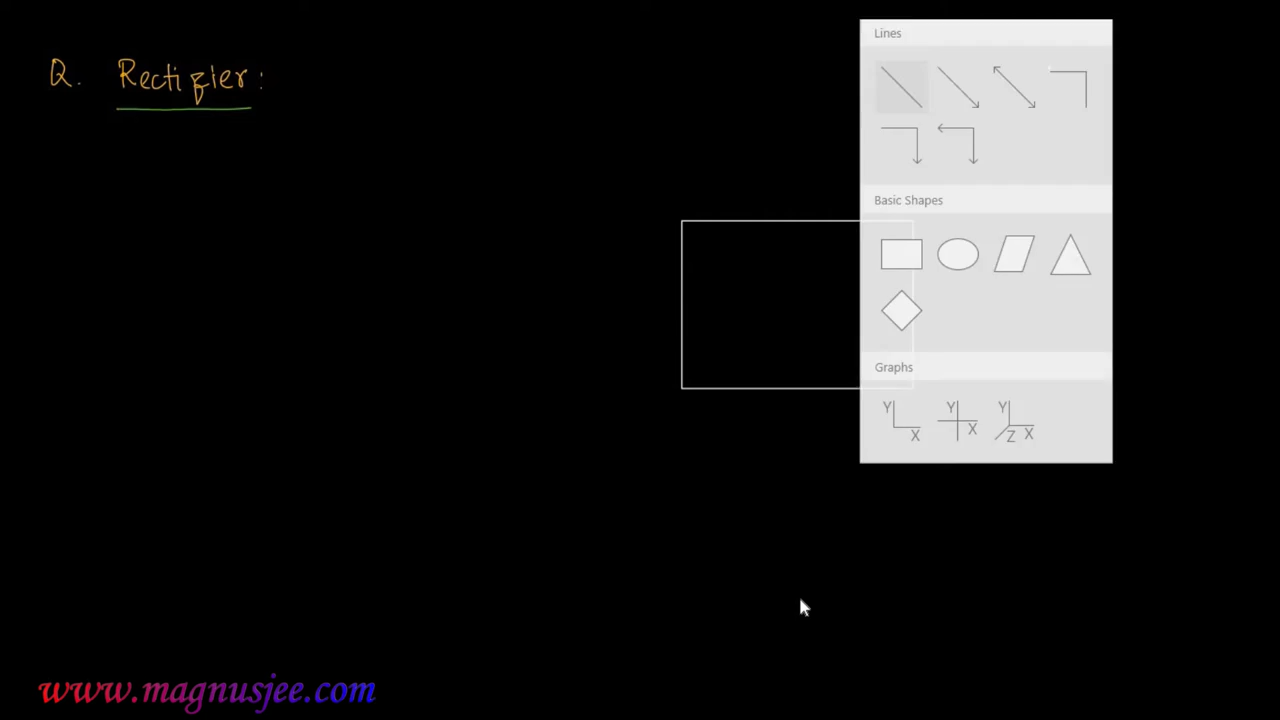 Q. Rectifier:
Lines
Basic Shapes
Graphs
Y X
Y X
Y Z X
www.magnusjee.com